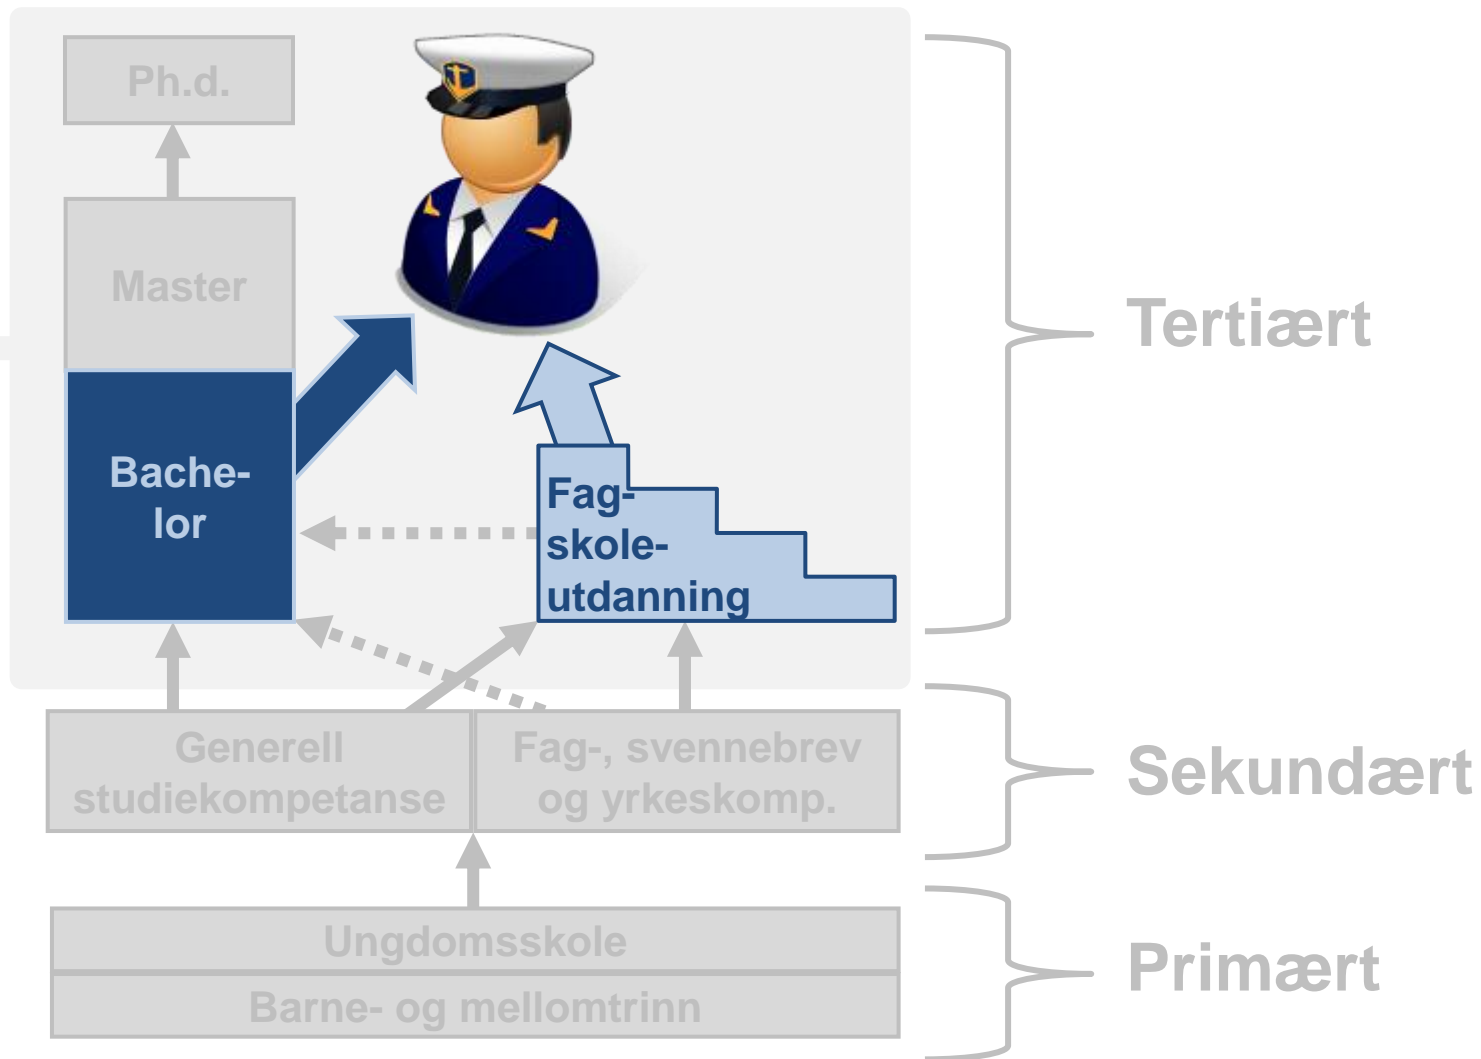 Ph.d.
Master
Tertiært
Bache-
lor
Fag-
skole-
utdanning
Generell
studiekompetanse
Fag-, svennebrev
og yrkeskomp.
Sekundært
Ungdomsskole
Barne- og mellomtrinn
Primært